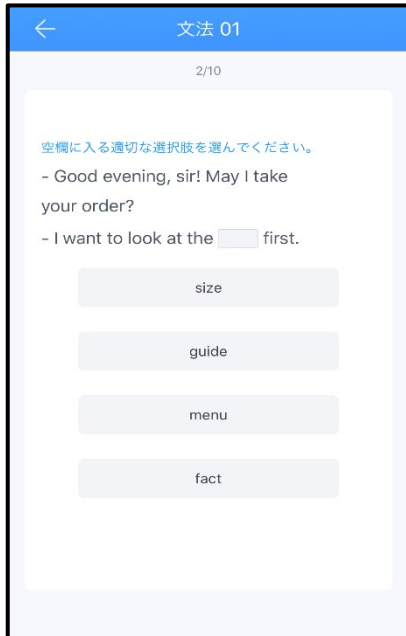 文法 01
2/10
空欄に入る適切な選択肢を選んでください。
- Good evening, sir! May I take
your order?
- I want to look at the first.
size
guide
menu
fact